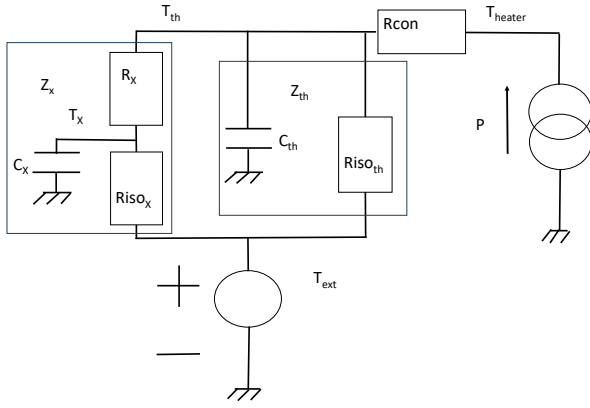 T_th
Rcon
T_heater
R_X
Z_x
Z_th
T_X
P
C_X
C_th
Riso_th
Riso_X
+
T_ext
—